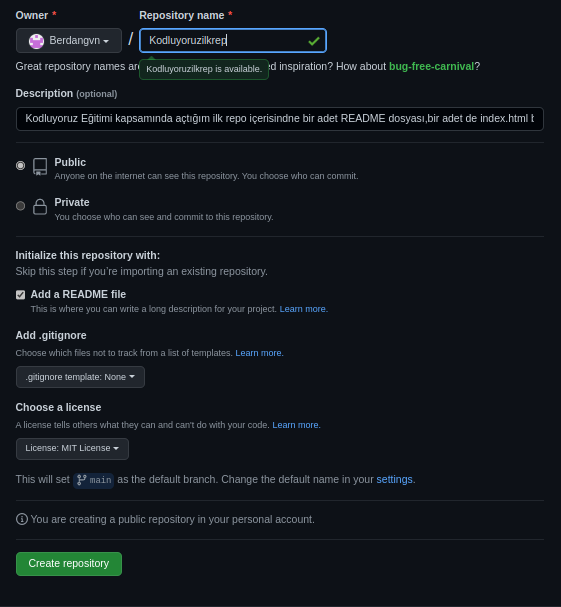 Owner * Repository name *
Berdangvn / Kodluyoruzilkrep
Great repository names are ed inspiration? How about bug-free-carnival?
Kodluyoruzilkrep is available.
Description (optional)
Kodluyoruz Eğitimi kapsamında açtığım ilk repo içerisindne bir adet README dosyası,bir adet de index.html
Public
Anyone on the internet can see this repository. You choose who can commit.
Private
You choose who can see and commit to this repository.
Initialize this repository with:
Skip this step if you're importing an existing repository.
Add a README file
This is where you can write a long description for your project. Learn more.
Add .gitignore
Choose which files not to track from a list of templates. Learn more.
.gitignore template: None
Choose a license
A license tells others what they can and can't do with your code. Learn more.
License: MIT License
This will set main as the default branch. Change the default name in your settings.
You are creating a public repository in your personal account.
Create repository